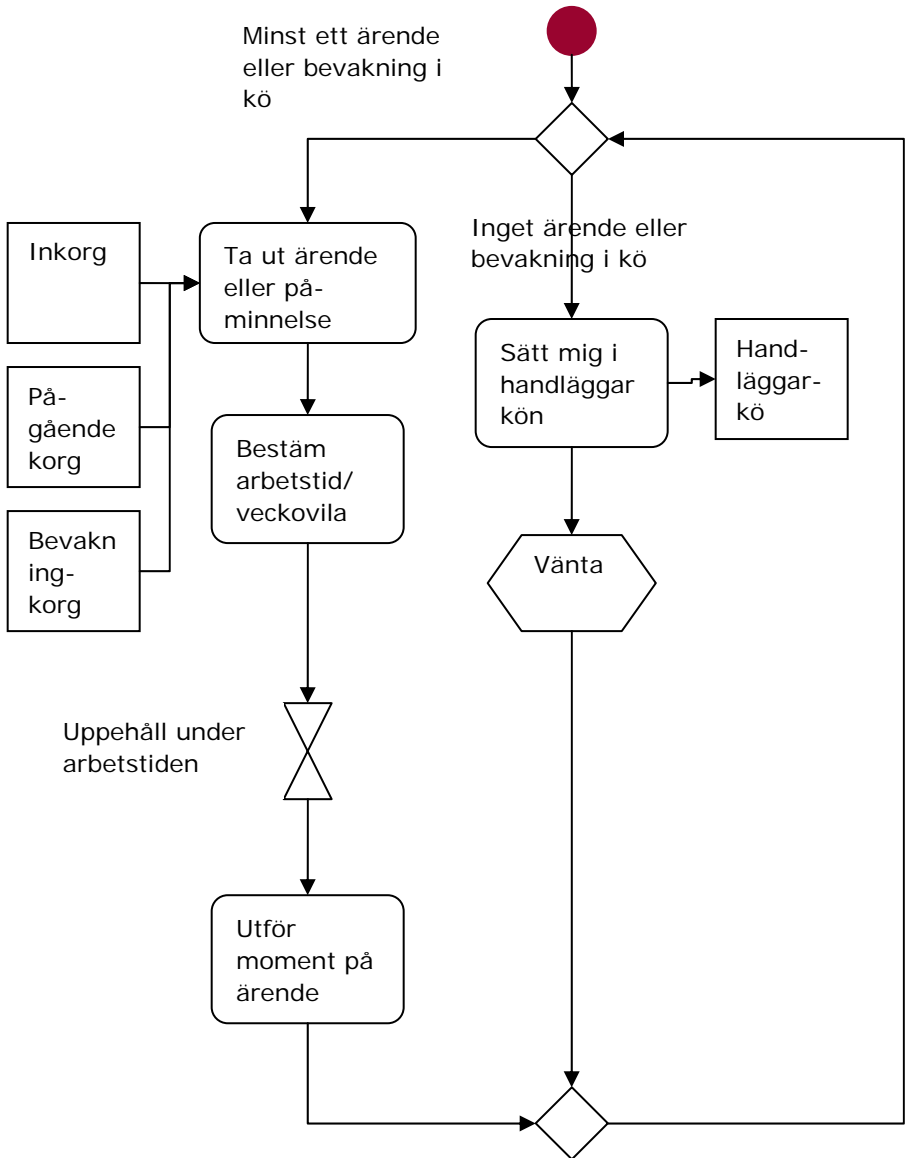 Minst ett ärende
eller bevakning i
kö
Inkorg
Ta ut ärende
eller på-
minnelse
Inget ärende eller
bevakning i kö
Sätt mig i
handläggar
kön
Hand-
läggar-
kö
På-
gående
korg
Bestäm
arbetstid/
veckovila
Bevakn
ing-
korg
Vänta
Uppehåll under
arbetstiden
Utför
moment på
ärende